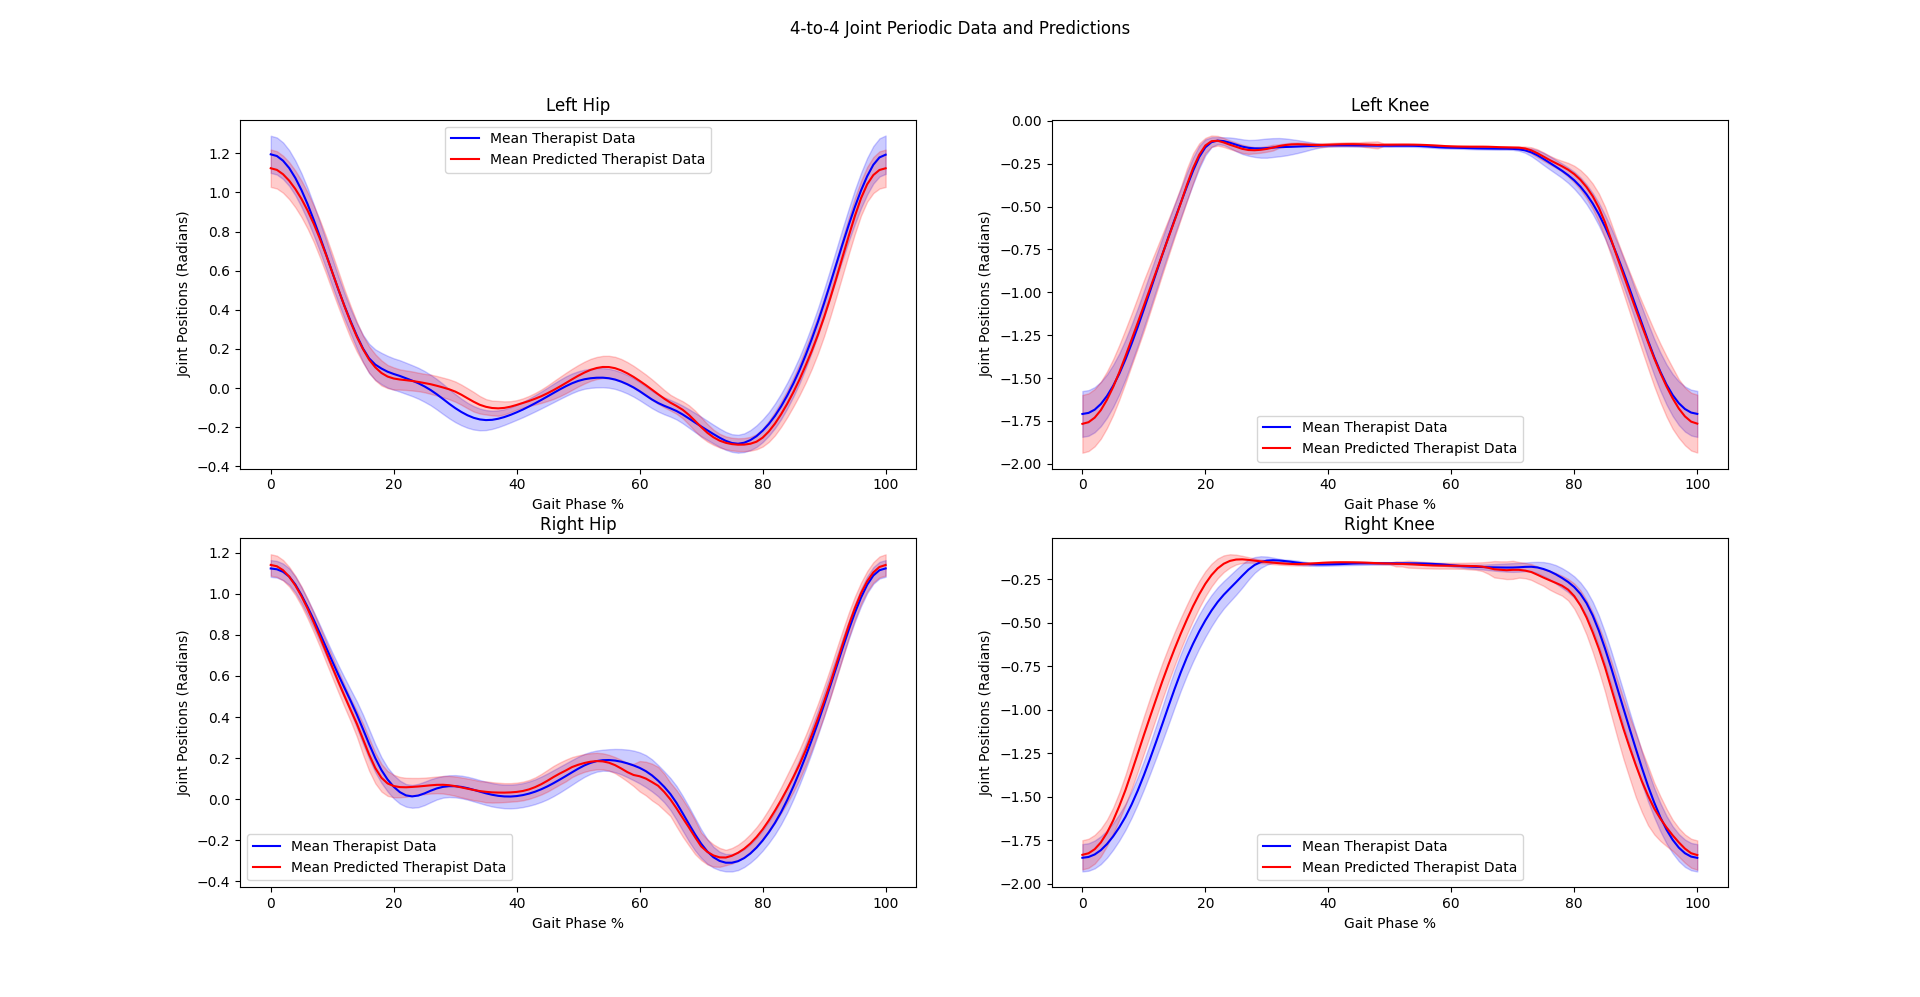 4-to-4 Joint Periodic Data and Predictions
Left Hip
Mean Therapist Data
Mean Predicted Therapist Data
Joint Positions (Radians)
1.2
1.0
0.8
0.6
0.4
0.2
0.0
−0.2
−0.4
0 20 40 60 80 100
Gait Phase %
Left Knee
Joint Positions (Radians)
0.00
−0.25
−0.50
−0.75
−1.00
−1.25
−1.50
−1.75
−2.00
Mean Therapist Data
Mean Predicted Therapist Data
0 20 40 60 80 100
Gait Phase %
Right Hip
Joint Positions (Radians)
1.2
1.0
0.8
0.6
0.4
0.2
0.0
−0.2
−0.4
Mean Therapist Data
Mean Predicted Therapist Data
0 20 40 60 80 100
Gait Phase %
Right Knee
Joint Positions (Radians)
−0.25
−0.50
−0.75
−1.00
−1.25
−1.50
−1.75
−2.00
Mean Therapist Data
Mean Predicted Therapist Data
0 20 40 60 80 100
Gait Phase %